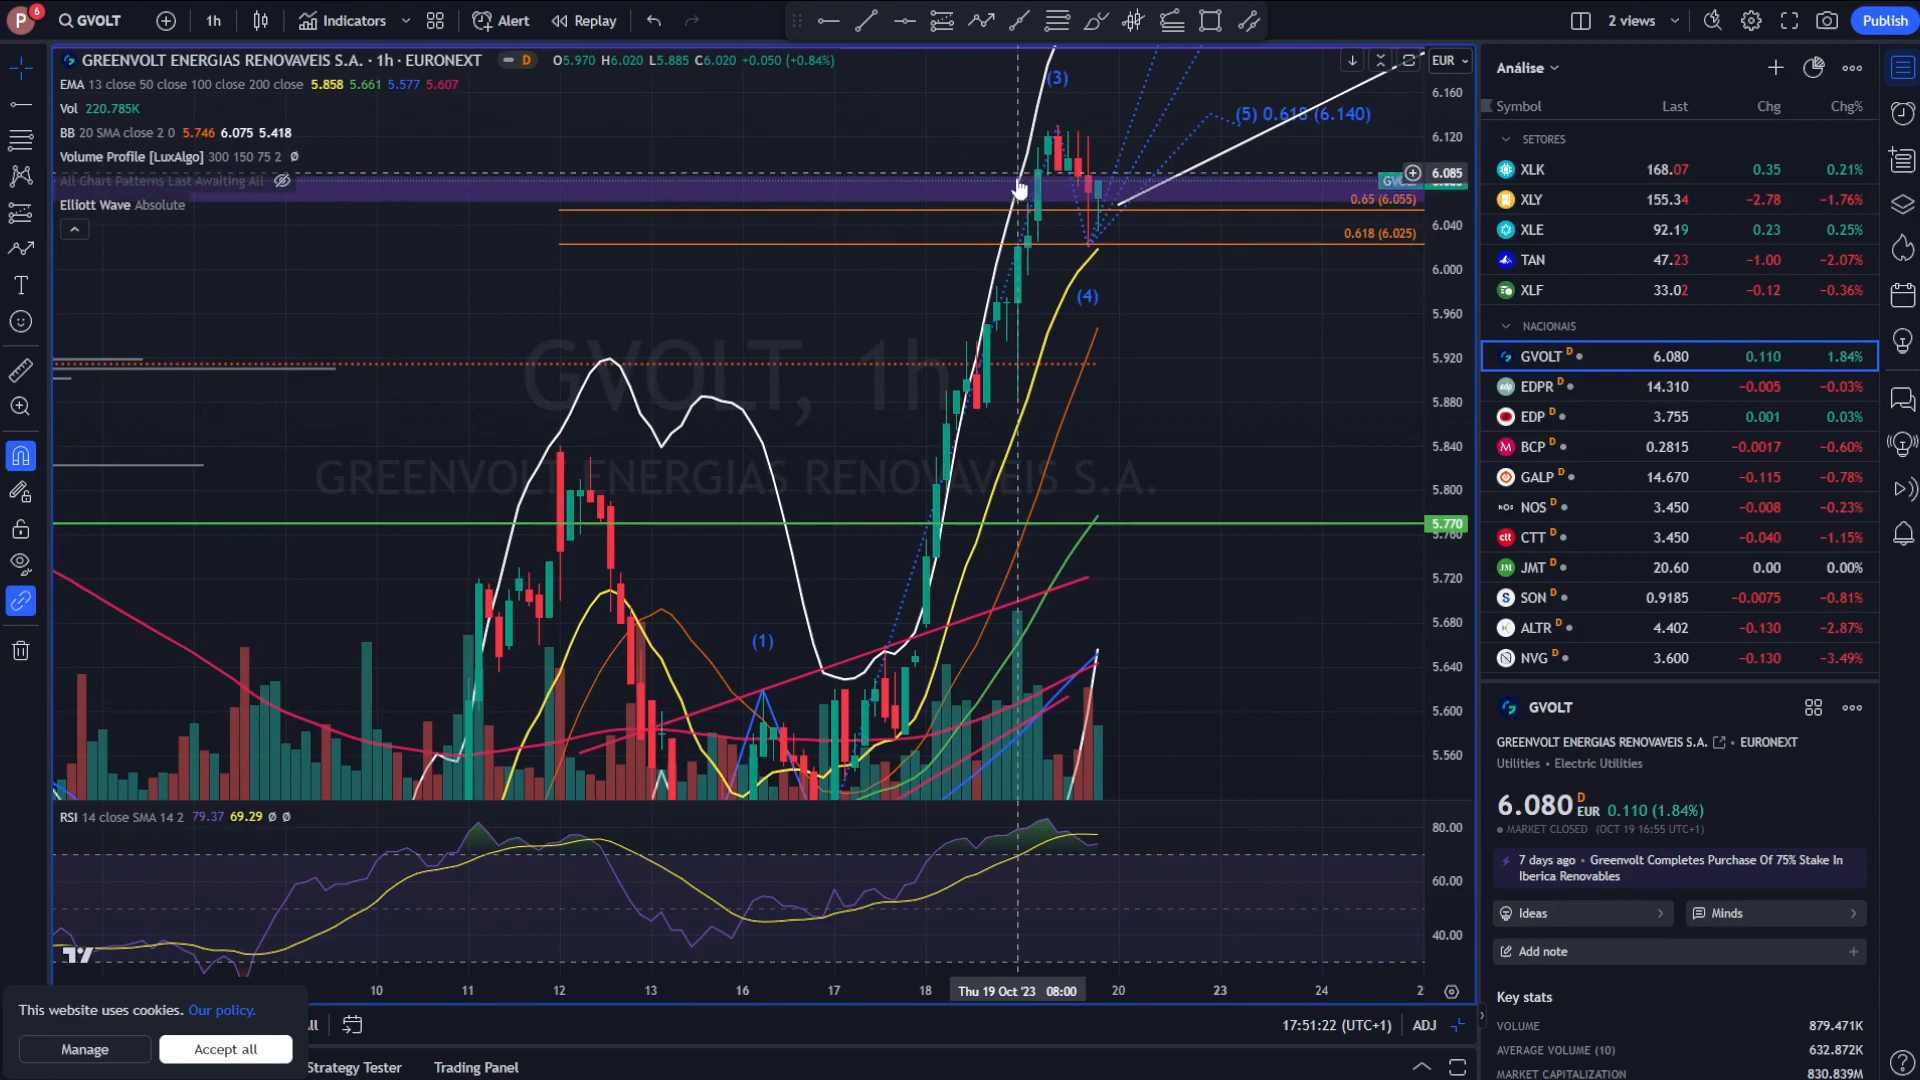 P 6 GVOLT 1h Indicators Alert Replay 2 views Publish
GREENVOLT ENERGIAS RENOVAVEIS S.A. · 1h · EURONEXT D O5.970 H6.020 L5.885 C6.020 +0.050 (+0.84%) EUR
EMA 13 close 50 close 100 close 200 close 5.858 5.661 5.577 5.607
Vol 220.785K
BB 20 SMA close 2 0 5.746 6.075 5.418
Volume Profile [LuxAlgo] 300 150 75 2 ø
All Chart Patterns Last Awaiting All
Elliott Wave Absolute
(3)
(5) 0.618 (6.140)
0.65 (6.055)
0.618 (6.025)
(4)
(1)
GVOLT, 1h
GREENVOLT ENERGIAS RENOVAVEIS S.A.
6.160
6.120
6.085
6.040
6.000
5.960
5.920
5.880
5.840
5.800
5.770
5.760
5.720
5.680
5.640
5.600
5.560
RSI 14 close SMA 14 2 79.37 69.29 ø ø
80.00
60.00
40.00
10 11 12 13 16 17 18 Thu 19 Oct '23 08:00 20 23 24 2
This website uses cookies. Our policy.
Manage Accept all
17:51:22 (UTC+1) ADJ
Strategy Tester Trading Panel
Análise
Symbol Last Chg Chg%
SETORES
XLK 168.07 0.35 0.21%
XLY 155.34 −2.78 −1.76%
XLE 92.19 0.23 0.25%
TAN 47.23 −1.00 −2.07%
XLF 33.02 −0.12 −0.36%
NACIONAIS
GVOLT D 6.080 0.110 1.84%
EDPR D 14.310 −0.005 −0.03%
EDP D 3.755 0.001 0.03%
BCP D 0.2815 −0.0017 −0.60%
GALP D 14.670 −0.115 −0.78%
NOS D 3.450 −0.008 −0.23%
CTT D 3.450 −0.040 −1.15%
JMT D 20.60 0.00 0.00%
SON D 0.9185 −0.0075 −0.81%
ALTR D 4.402 −0.130 −2.87%
NVG D 3.600 −0.130 −3.49%
GVOLT
GREENVOLT ENERGIAS RENOVAVEIS S.A. • EURONEXT
Utilities • Electric Utilities
6.080 D EUR 0.110 (1.84%)
MARKET CLOSED (OCT 19 16:55 UTC+1)
7 days ago • Greenvolt Completes Purchase Of 75% Stake In
Iberica Renovables
Ideas Minds
Add note
Key stats
VOLUME 879.471K
AVERAGE VOLUME (10) 632.872K
MARKET CAPITALIZATION 830.839M